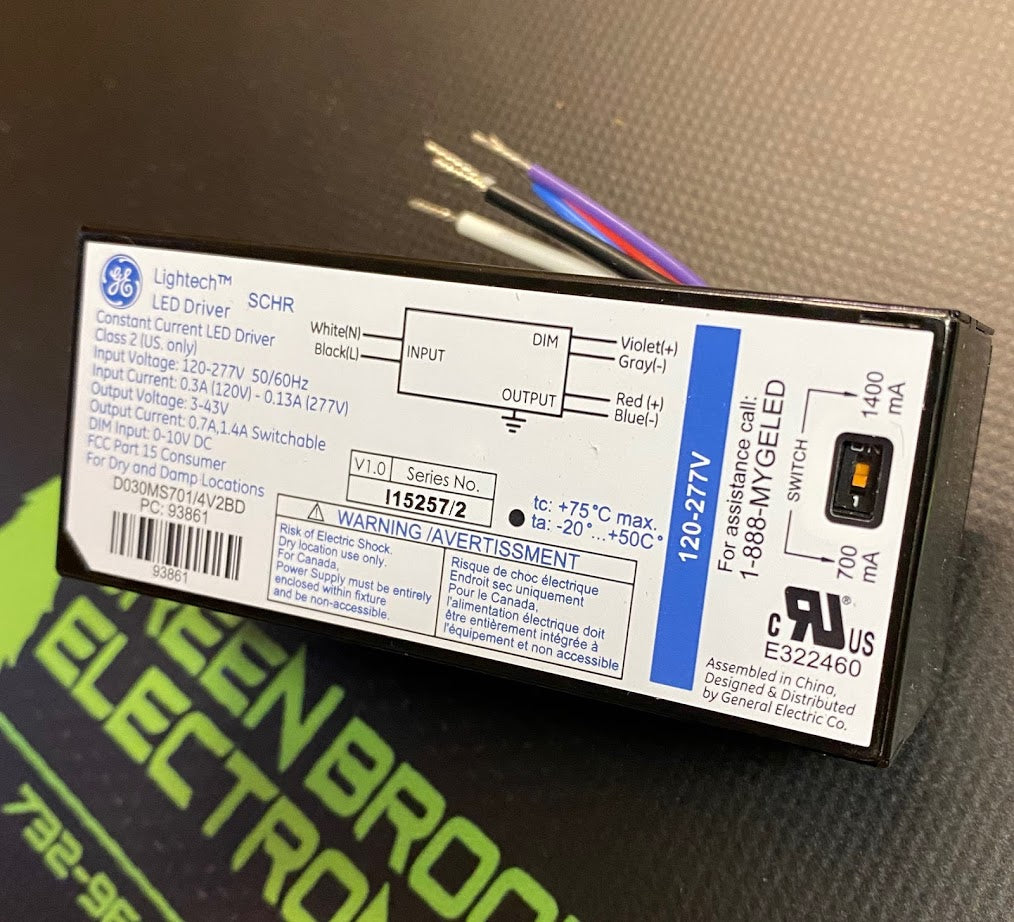 GE
Lightech™
LED Driver SCHR
Constant Current LED Driver
Class 2 (US. only)
Input Voltage: 120-277V 50/60Hz
Input Current: 0.3A (120V) - 0.13A (277V)
Output Voltage: 3-43V
Output Current: 0.7A,1.4A Switchable
DIM Input: 0-10V DC
FCC Part 15 Consumer
For Dry and Damp Locations
D030MS701/4V2BD
PC: 93861
93861
White(N)
Black(L)
INPUT
DIM
OUTPUT
Violet(+)
Gray(-)
Red (+)
Blue(-)
V1.0 Series No.
I15257/2
tc: +75°C max.
ta: -20°...+50C°
WARNING /AVERTISSMENT
Risk of Electric Shock.
Dry location use only.
For Canada,
Power Supply must be entirely
enclosed within fixture
and be non-accessible.
Risque de choc électrique
Endroit sec uniquement
Pour le Canada,
l'alimentation électrique doit
être entièrement intégrée à
l'équipement et non accessible
120-277V
For assistance call:
1-888-MYGELED
SWITCH
1400
mA
ON
1
700
mA
c RU ® US
E322460
Assembled in China,
Designed & Distributed
by General Electric Co.
ELECTRON
732-96